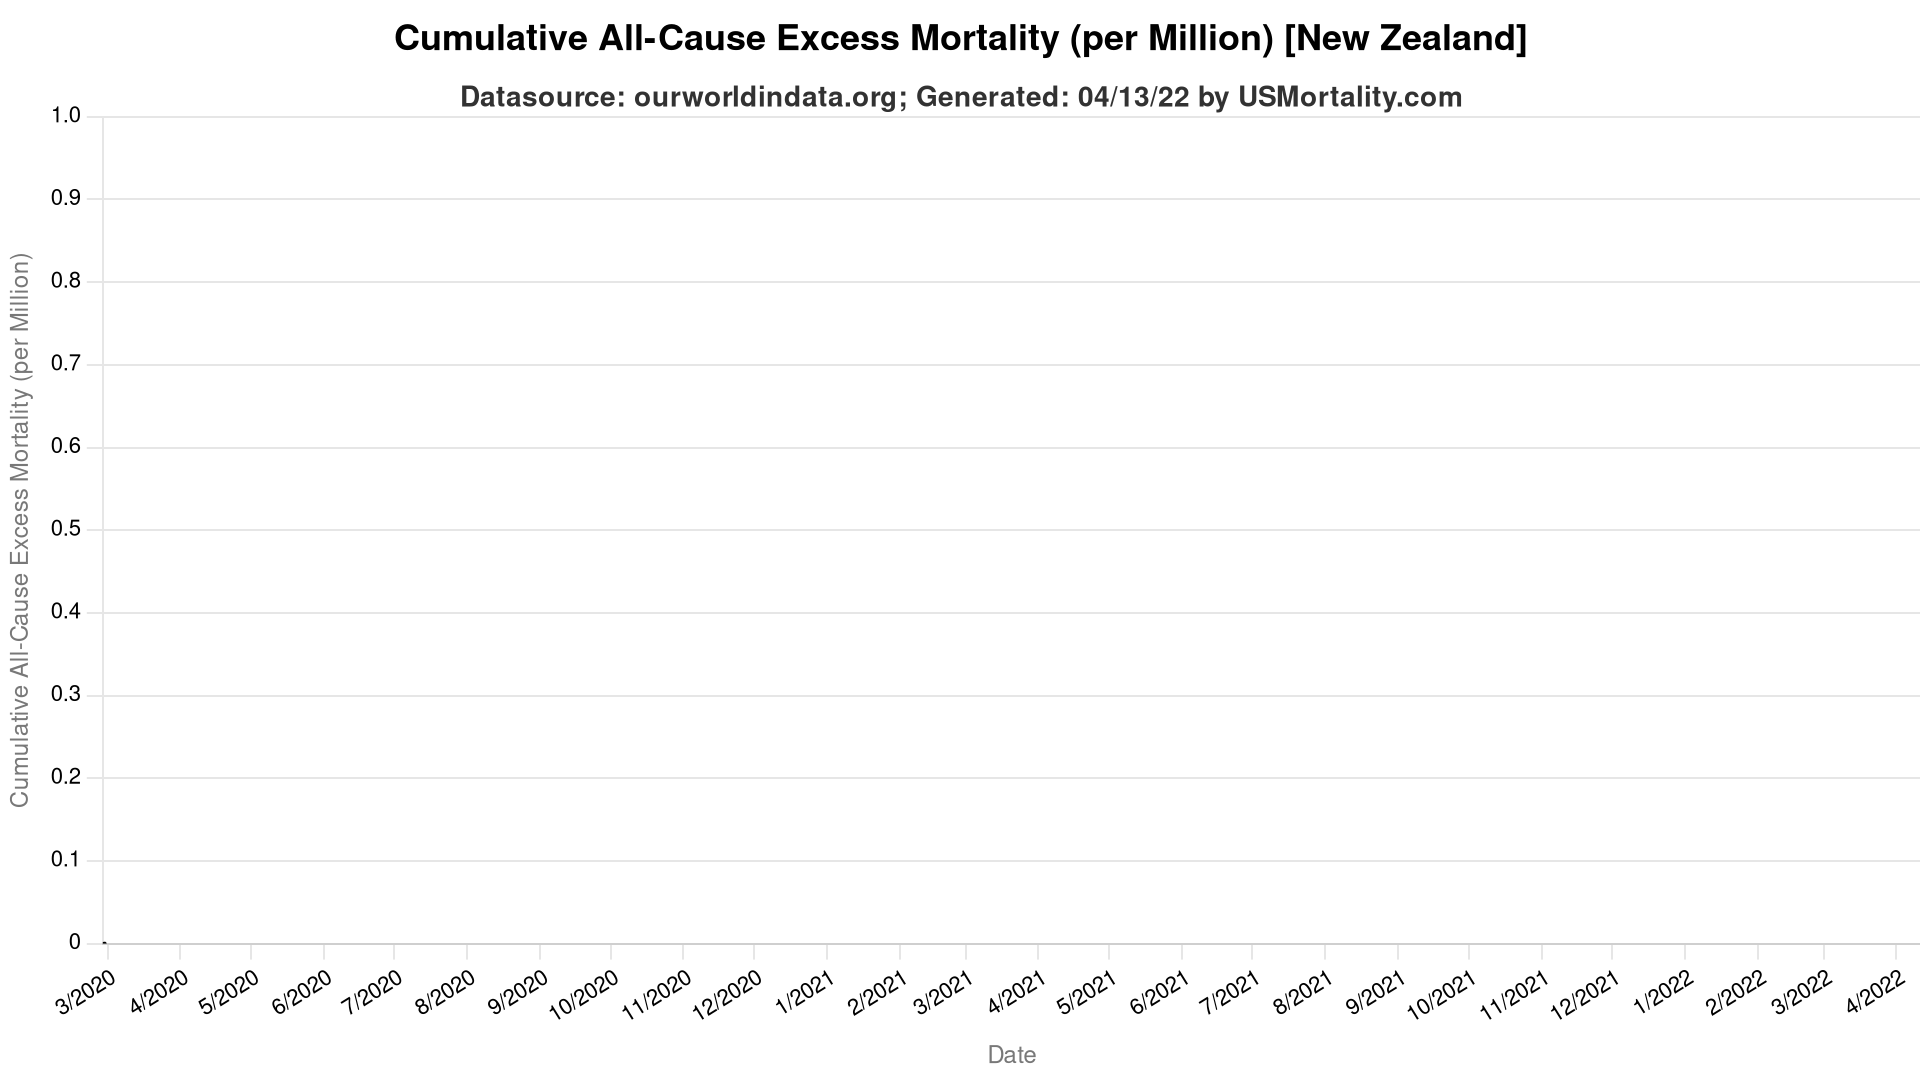 Cumulative All-Cause Excess Mortality (per Million) [New Zealand]
Datasource: ourworldindata.org; Generated: 04/13/22 by USMortality.com
Cumulative All-Cause Excess Mortality (per Million)
1.0
0.9
0.8
0.7
0.6
0.5
0.4
0.3
0.2
0.1
0
3/2020 4/2020 5/2020 6/2020 7/2020 8/2020 9/2020 10/2020 11/2020 12/2020 1/2021 2/2021 3/2021 4/2021 5/2021 6/2021 7/2021 8/2021 9/2021 10/2021 11/2021 12/2021 1/2022 2/2022 3/2022 4/2022
Date